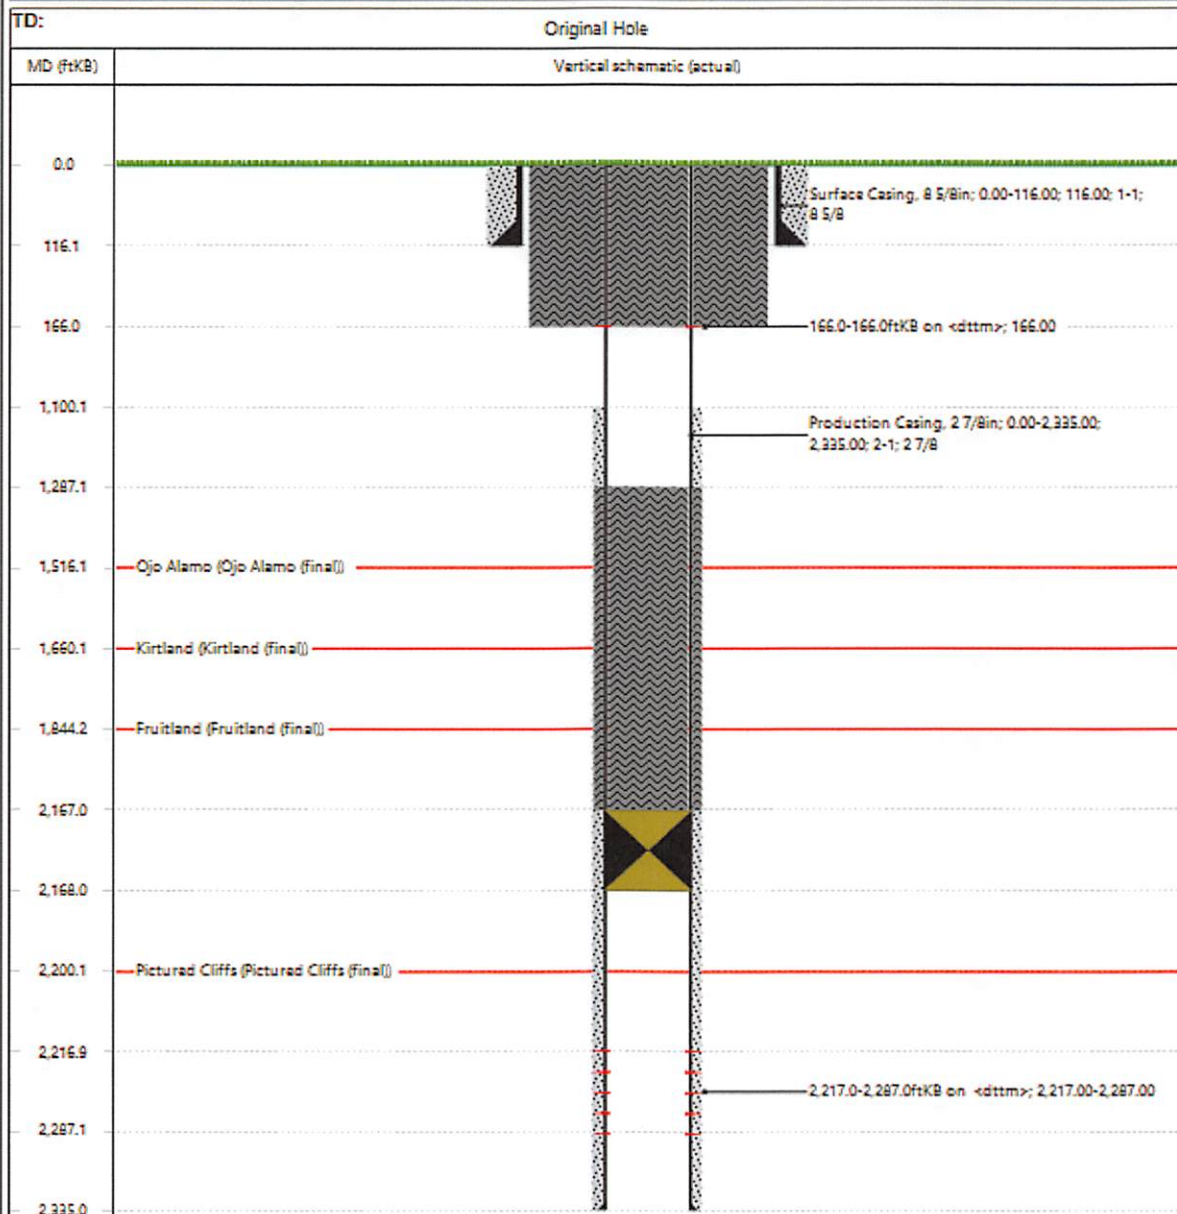 TD:
Original Hole
MD (ftKB)
Vertical schematic (actual)
0.0
Surface Casing, 8 5/8in; 0.00-116.00; 116.00; 1-1;
8 5/8
116.1
166.0
166.0-166.0ftKB on <dttm>; 166.00
1,100.1
Production Casing, 2 7/8in; 0.00-2,335.00;
2,335.00; 2-1; 2 7/8
1,287.1
1,516.1
Ojo Alamo (Ojo Alamo (final))
1,660.1
Kirtland (Kirtland (final))
1,844.2
Fruitland (Fruitland (final))
2,167.0
2,168.0
2,200.1
Pictured Cliffs (Pictured Cliffs (final))
2,216.9
2,217.0-2,287.0ftKB on <dttm>; 2,217.00-2,287.00
2,287.1
2,335.0